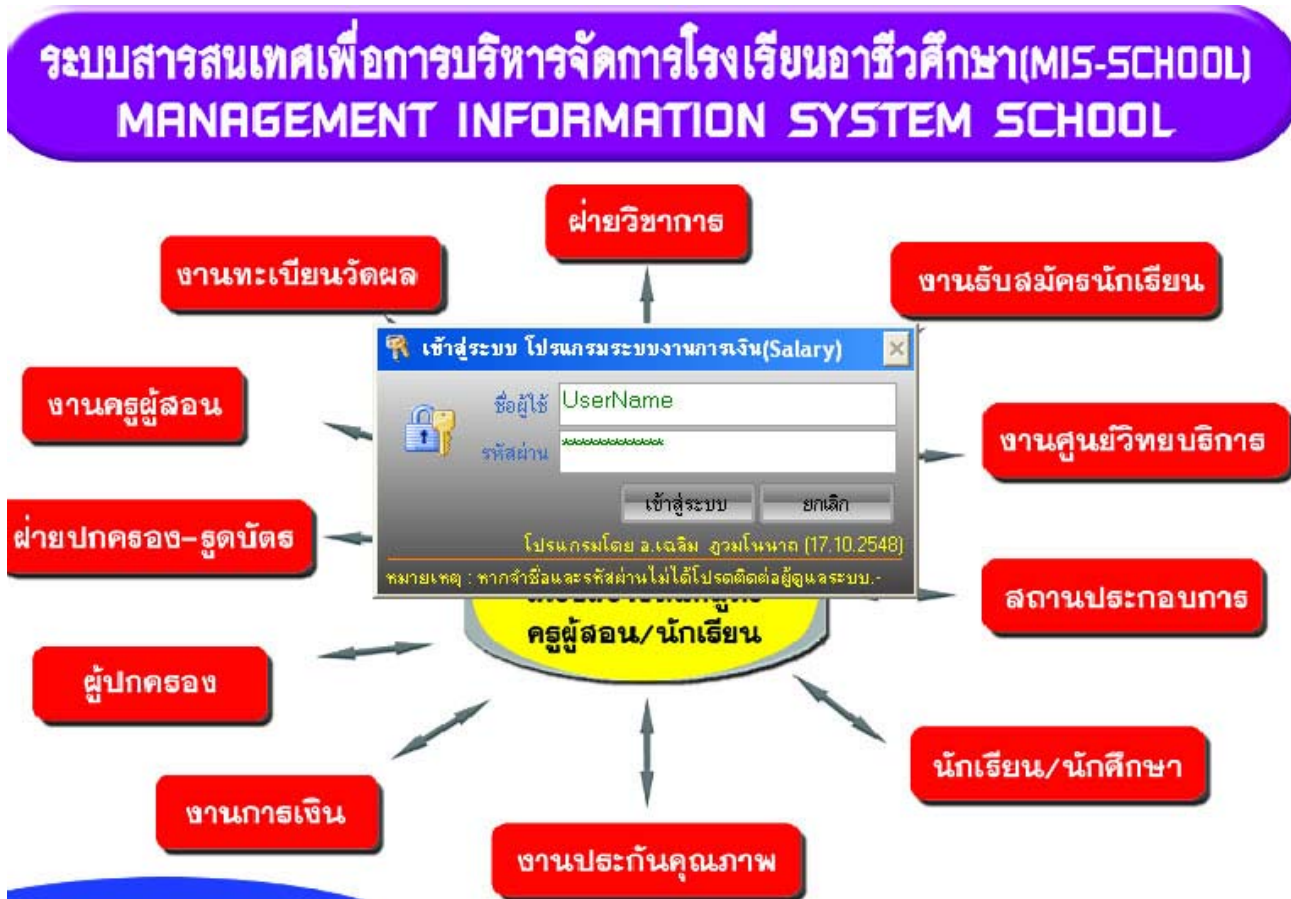 ระบบสารสนเทศเพื่อการบริหารจัดการโรงเรียนอาชีวศึกษา(MIS-SCHOOL)
MANAGEMENT INFORMATION SYSTEM SCHOOL
ฝ่ายวิชาการ
งานทะเบียนวัดผล
งานรับสมัครนักเรียน
เข้าสู่ระบบ โปรแกรมระบบงานการเงิน(Salary)
งานครูผู้สอน
ชื่อผู้ใช้ UserName
รหัสผ่าน *************
งานศูนย์วิทยบริการ
เข้าสู่ระบบ ยกเลิก
ฝ่ายปกครอง-รูดบัตร
โปรแกรมโดย อ.เฉลิม (17.10.2548)
หมายเหตุ : หากจำชื่อและรหัสผ่านไม่ได้โปรดติดต่อผู้ดูแลระบบ.-
สถานประกอบการ
ครูผู้สอน/นักเรียน
ผู้ปกครอง
นักเรียน/นักศึกษา
งานการเงิน
งานประกันคุณภาพ